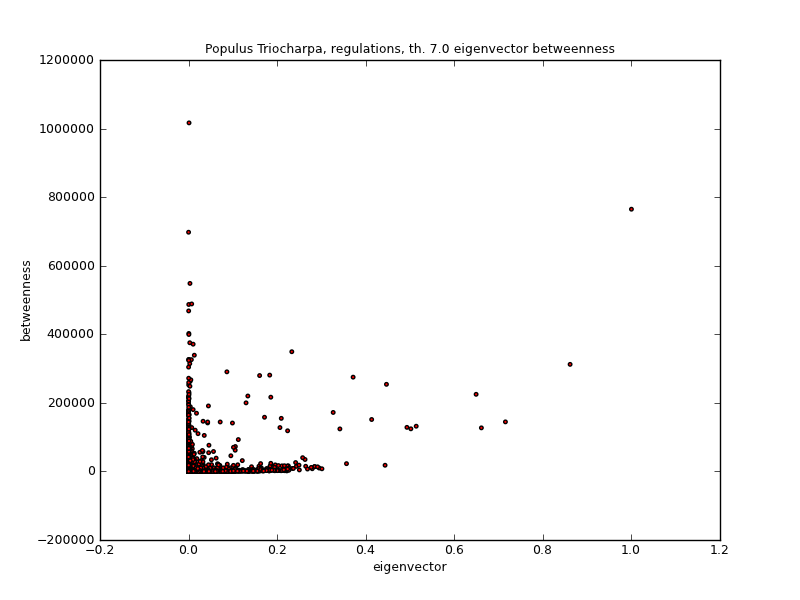 Populus Triocharpa, regulations, th. 7.0 eigenvector betweenness
1200000
1000000
800000
600000
400000
200000
0
−200000
−0.2 0.0 0.2 0.4 0.6 0.8 1.0 1.2
betweenness
eigenvector